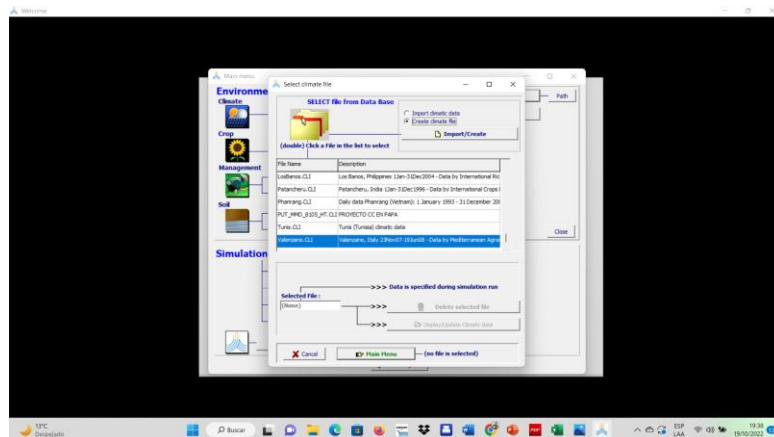 Welcome
Main menu
Select climate file
Environme
Path
Climate
SELECT file from Data Base
Import climatic data
Create climate file
Import/Create
Crop
(double) Click a File in the list to select
Management
File Name
Description
LosBanos.CLI
Los Banos, Philippines 1Jan-31Dec2004 - Data by International Ric
Patancheru.CLI
Patancheru, India 1Jan-31Dec1996 - Data by International Crops
Soil
Phanrang.CLI
Daily data Phanrang (Vietnam): 1 January 1993 - 31 December 200
PROYECTO CC EN PAPA
Tunis.CLI
Tunis (Tunisia) climatic data
Close
Valenzano.CLI
Valenzano, Italy 23Nov07-19Jun08 - Data by Mediterranean Agron
Simulation
>>> Data is specified during simulation run
Selected File :
(None)
>>>
Delete selected file
>>>
Display/Update Climate data
Cancel
Main Menu
(no file is selected)
13°C
Despejado
Buscar
ESP
LAA
19:38
19/10/2022